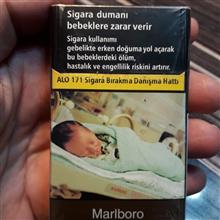 Sigara dumanı
bebeklere zarar verir
Sigara kullanımı
gebelikte erken doğuma yol açarak
bu bebeklerdeki ölüm,
hastalık ve engellilik riskini artırır.
ALO 171 Sigara Bırakma Danışma Hattı
Marlboro